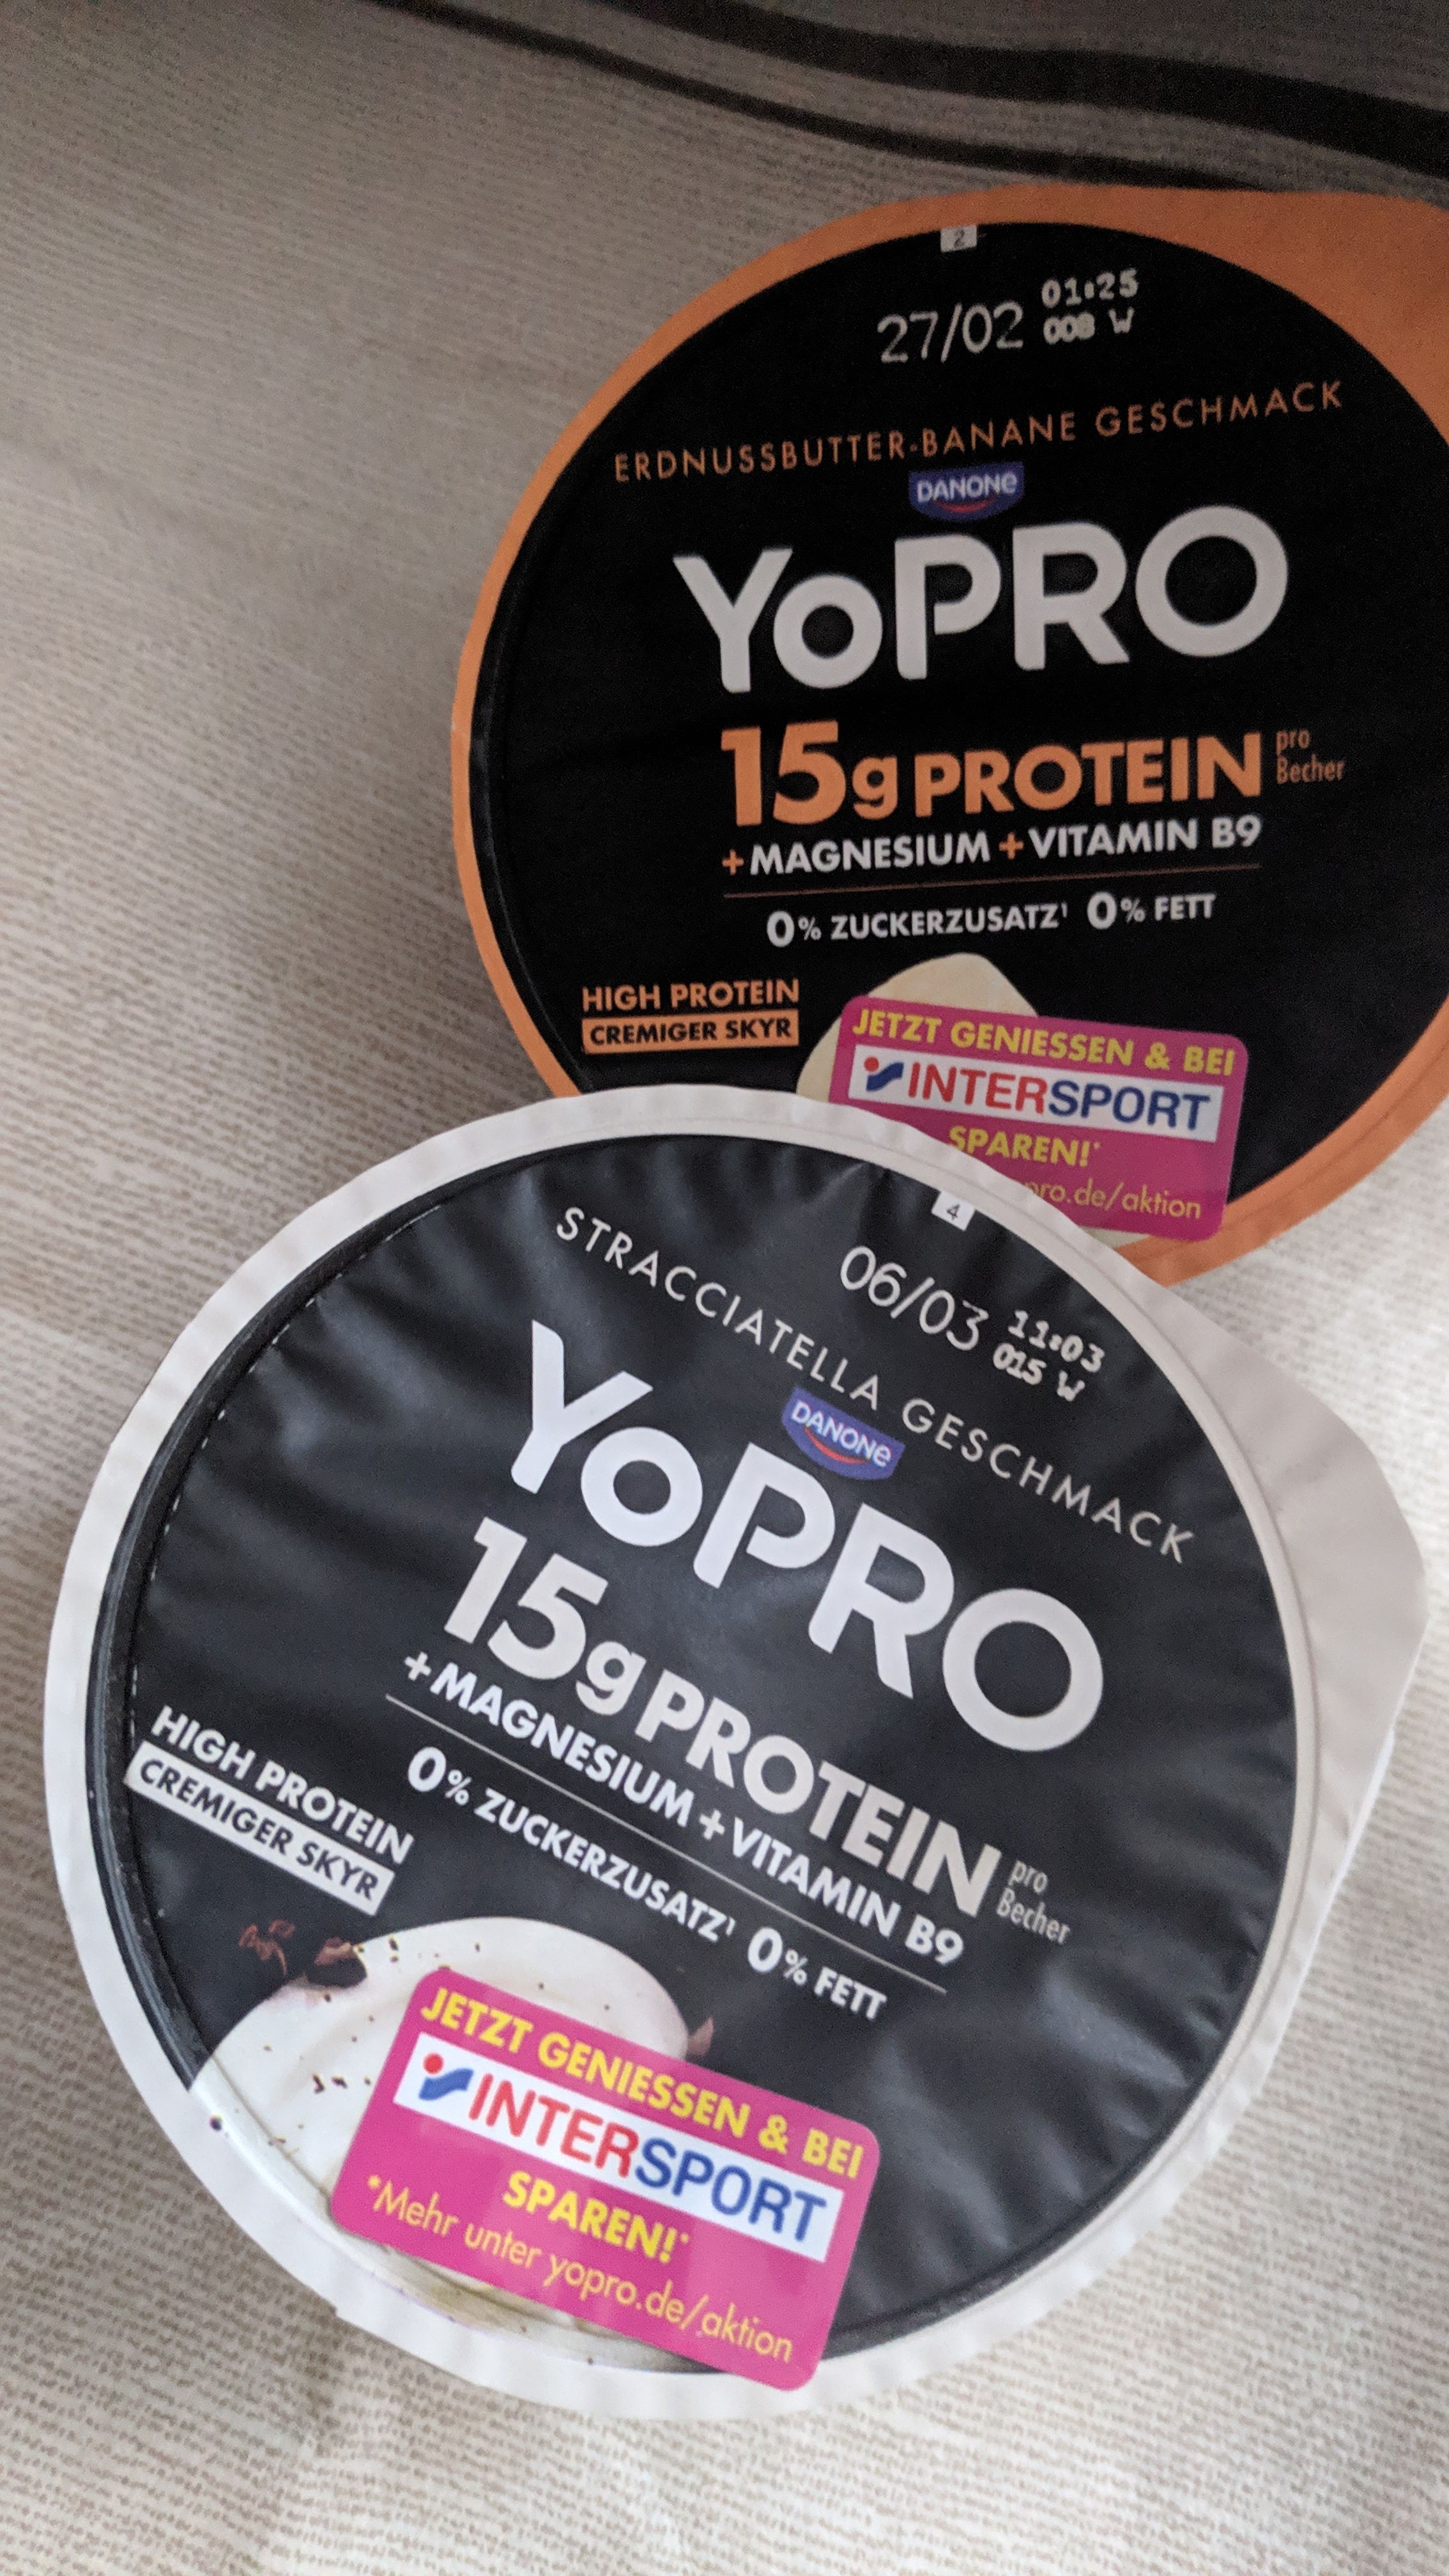 2
27/02 01:25
008 W
ERDNUSSBUTTER-BANANE GESCHMACK
DANONE
YoPRO
15g PROTEIN pro Becher
+MAGNESIUM +VITAMIN B9
0% ZUCKERZUSATZ¹ 0% FETT
HIGH PROTEIN
CREMIGER SKYR
JETZT GENIESSEN & BEI
INTERSPORT
SPAREN!*
pro.de/aktion
4
06/03 11:03
015 W
STRACCIATELLA GESCHMACK
DANONE
YoPRO
15g PROTEIN pro Becher
+MAGNESIUM +VITAMIN B9
0% ZUCKERZUSATZ¹ 0% FETT
HIGH PROTEIN
CREMIGER SKYR
JETZT GENIESSEN & BEI
INTERSPORT
SPAREN!*
*Mehr unter yopro.de/aktion